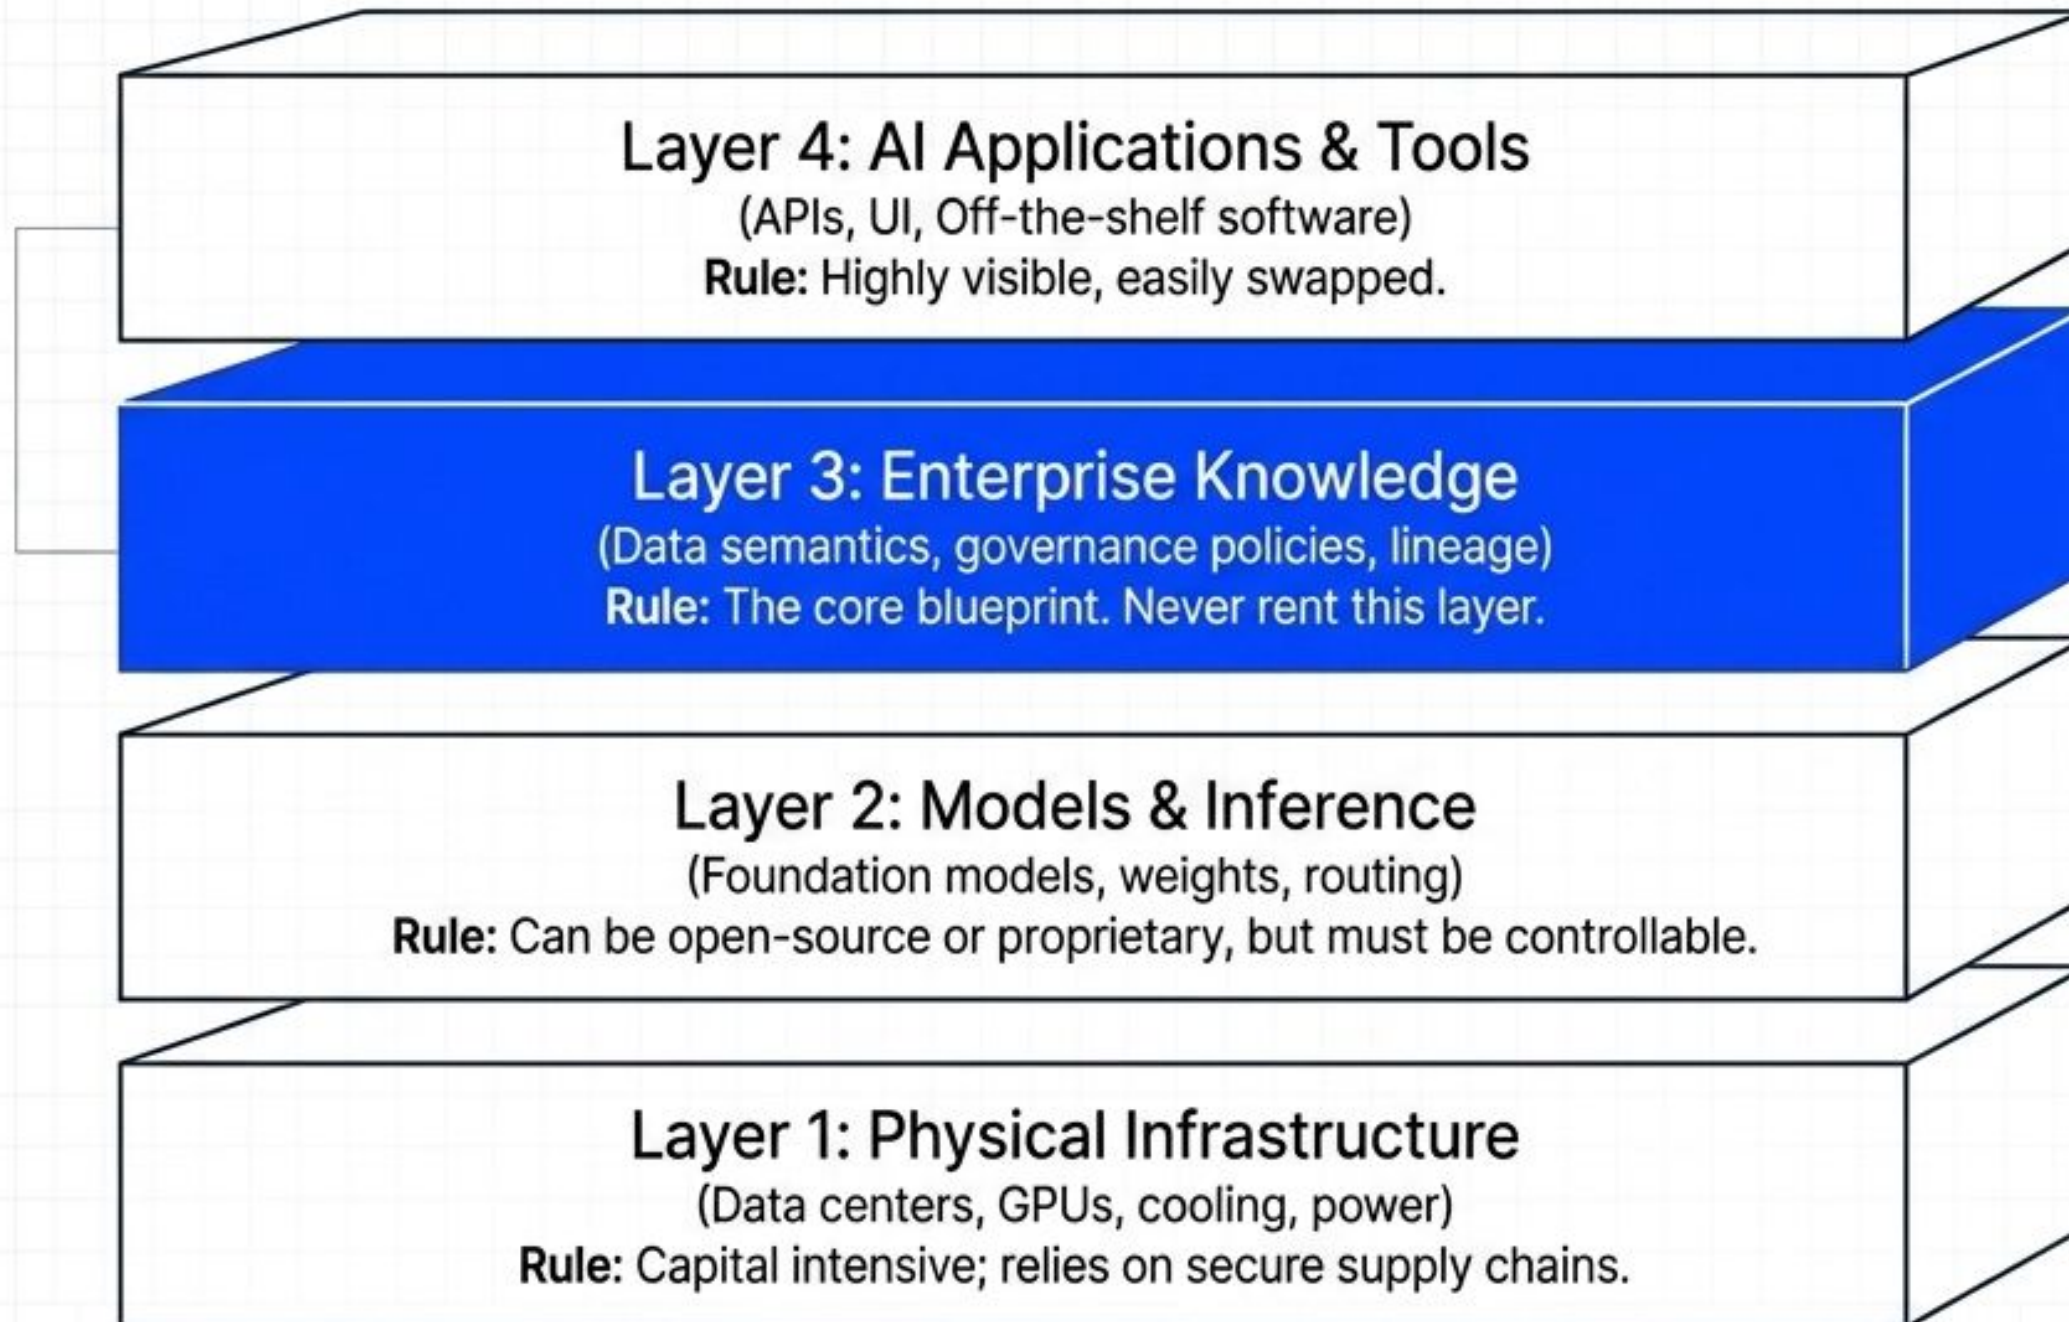 Layer 4: AI Applications & Tools
(APIs, UI, Off-the-shelf software)
Rule: Highly visible, easily swapped.
Layer 3: Enterprise Knowledge
(Data semantics, governance policies, lineage)
Rule: The core blueprint. Never rent this layer.
Layer 2: Models & Inference
(Foundation models, weights, routing)
Rule: Can be open-source or proprietary, but must be controllable.
Layer 1: Physical Infrastructure
(Data centers, GPUs, cooling, power)
Rule: Capital intensive; relies on secure supply chains.